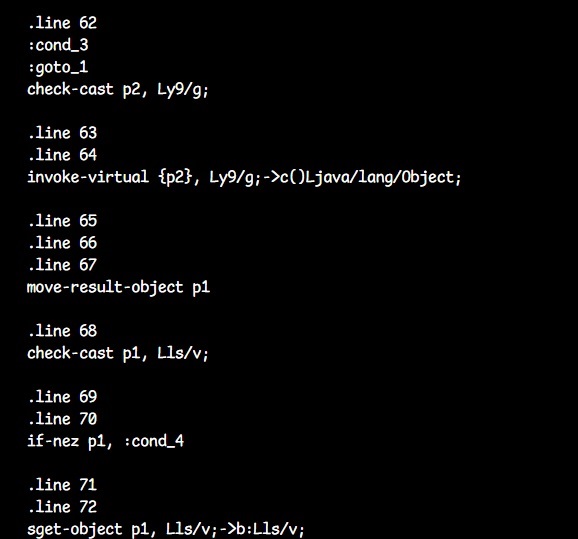 .line 62
:cond_3
:goto_1
check-cast p2, Ly9/g;
.line 63
.line 64
invoke-virtual {p2}, Ly9/g;->c()Ljava/lang/Object;
.line 65
.line 66
.line 67
move-result-object p1
.line 68
check-cast p1, Lls/v;
.line 69
.line 70
if-nez p1, :cond_4
.line 71
.line 72
sget-object p1, Lls/v;->b:Lls/v;